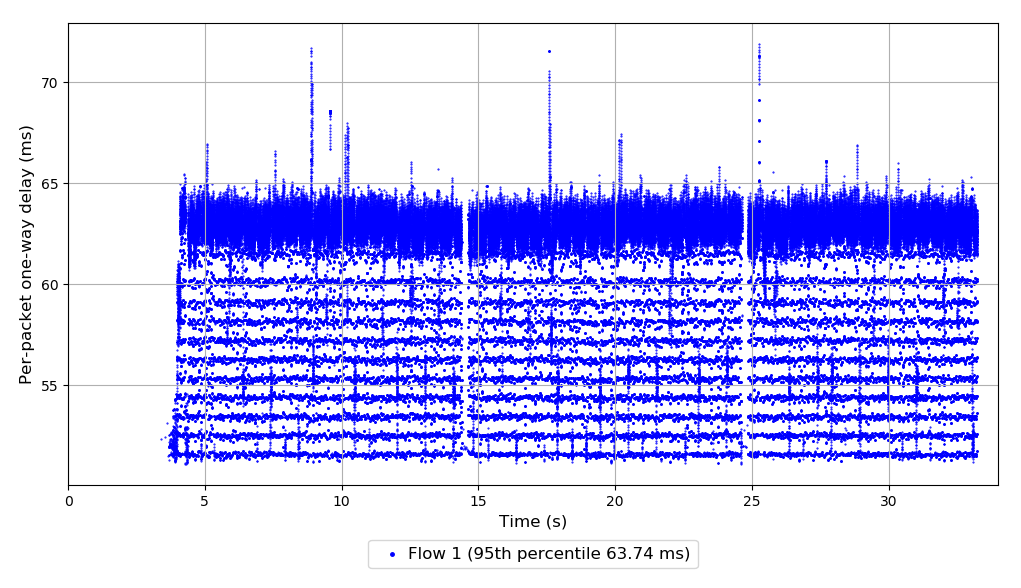 70
65
60
55
Per-packet one-way delay (ms)
0 5 10 15 20 25 30
Time (s)
Flow 1 (95th percentile 63.74 ms)